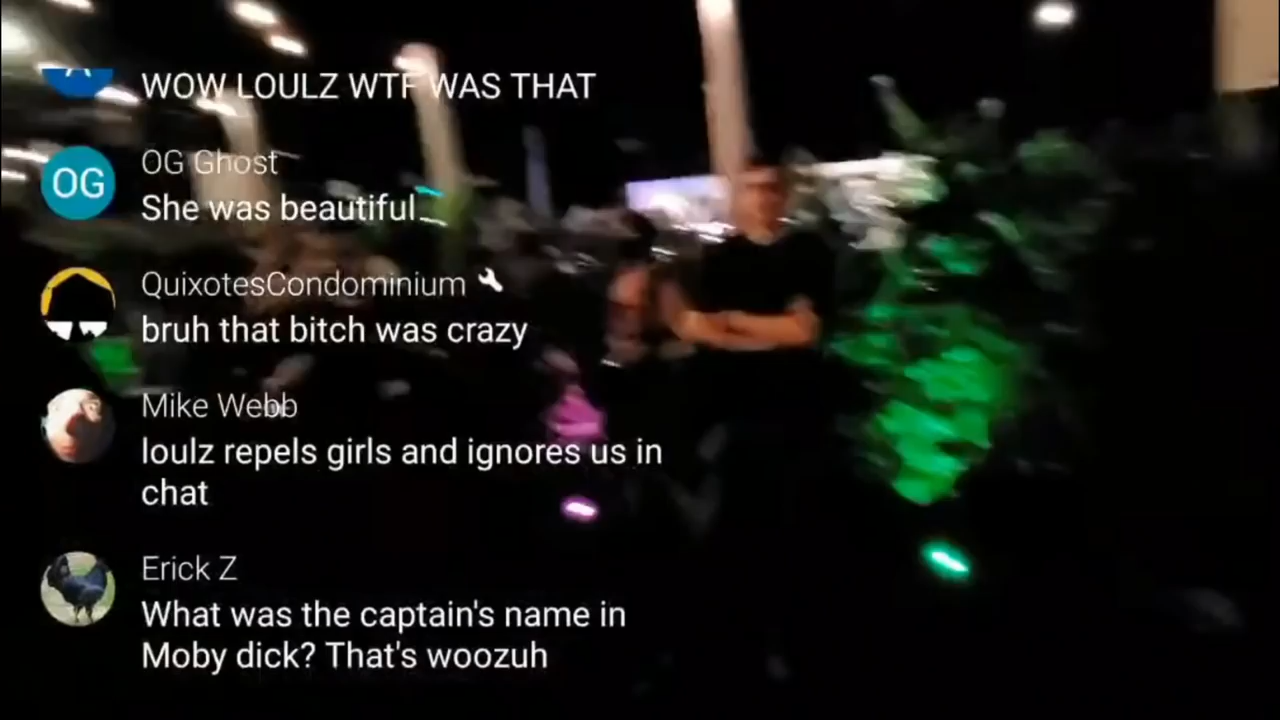 WOW LOULZ WTF WAS THAT
OG
OG Ghost
She was beautiful
QuixotesCondominium
bruh that bitch was crazy
Mike Webb
loulz repels girls and ignores us in
chat
Erick Z
What was the captain's name in
Moby dick? That's woozuh